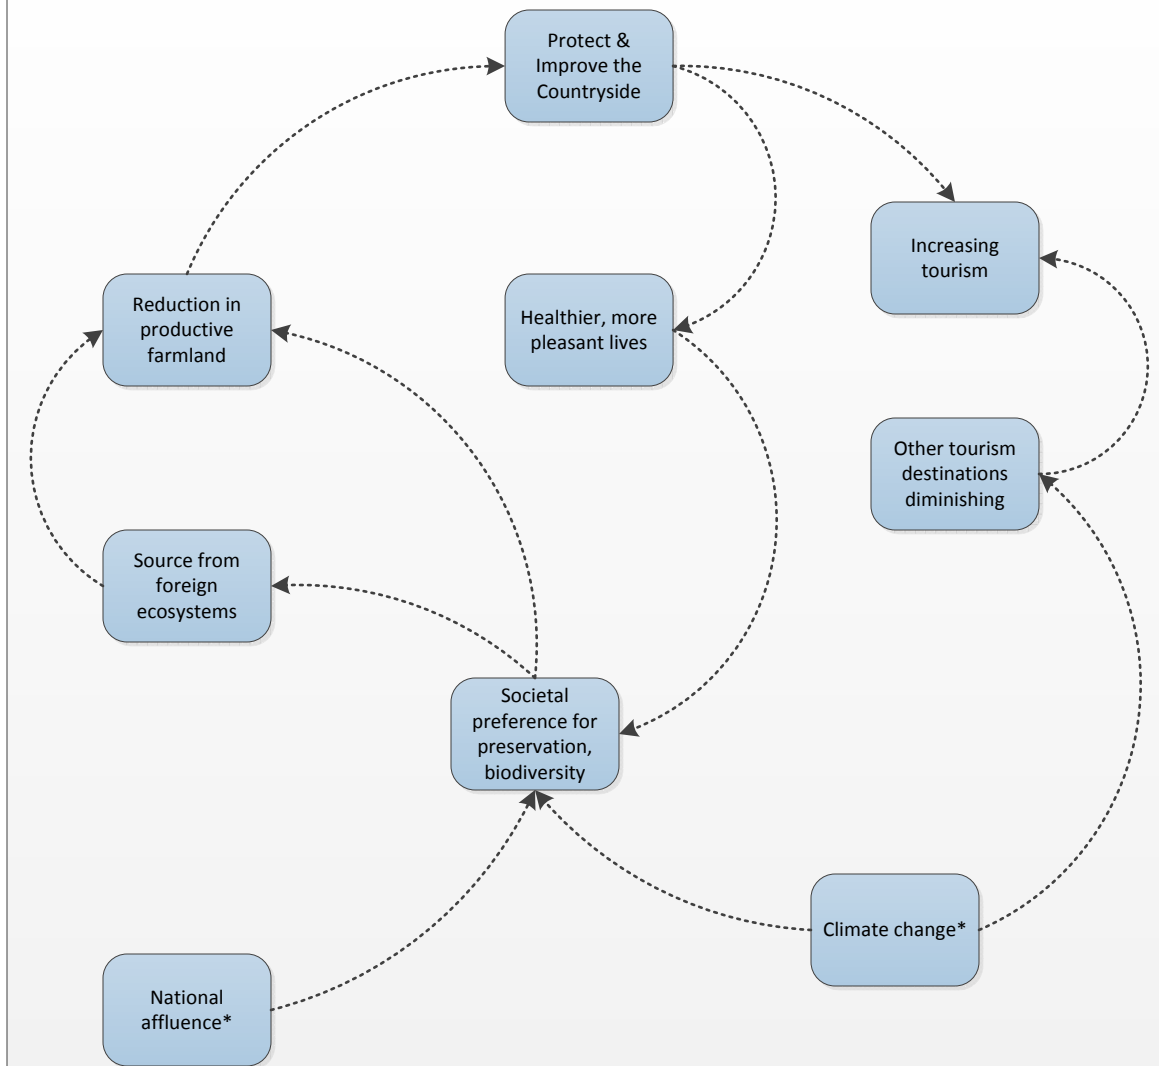 Protect &
Improve the
Countryside
Increasing
tourism
Reduction in
productive
farmland
Healthier, more
pleasant lives
Other tourism
destinations
diminishing
Source from
foreign
ecosystems
Societal
preference for
preservation,
biodiversity
Climate change*
National
affluence*